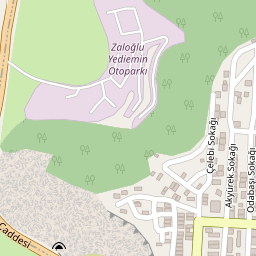 Zaloğlu
Yediemin
Otoparkı
Çelebi Sokağı
Akyürek Sokağı
Odabaşı Sokağı
Caddesi